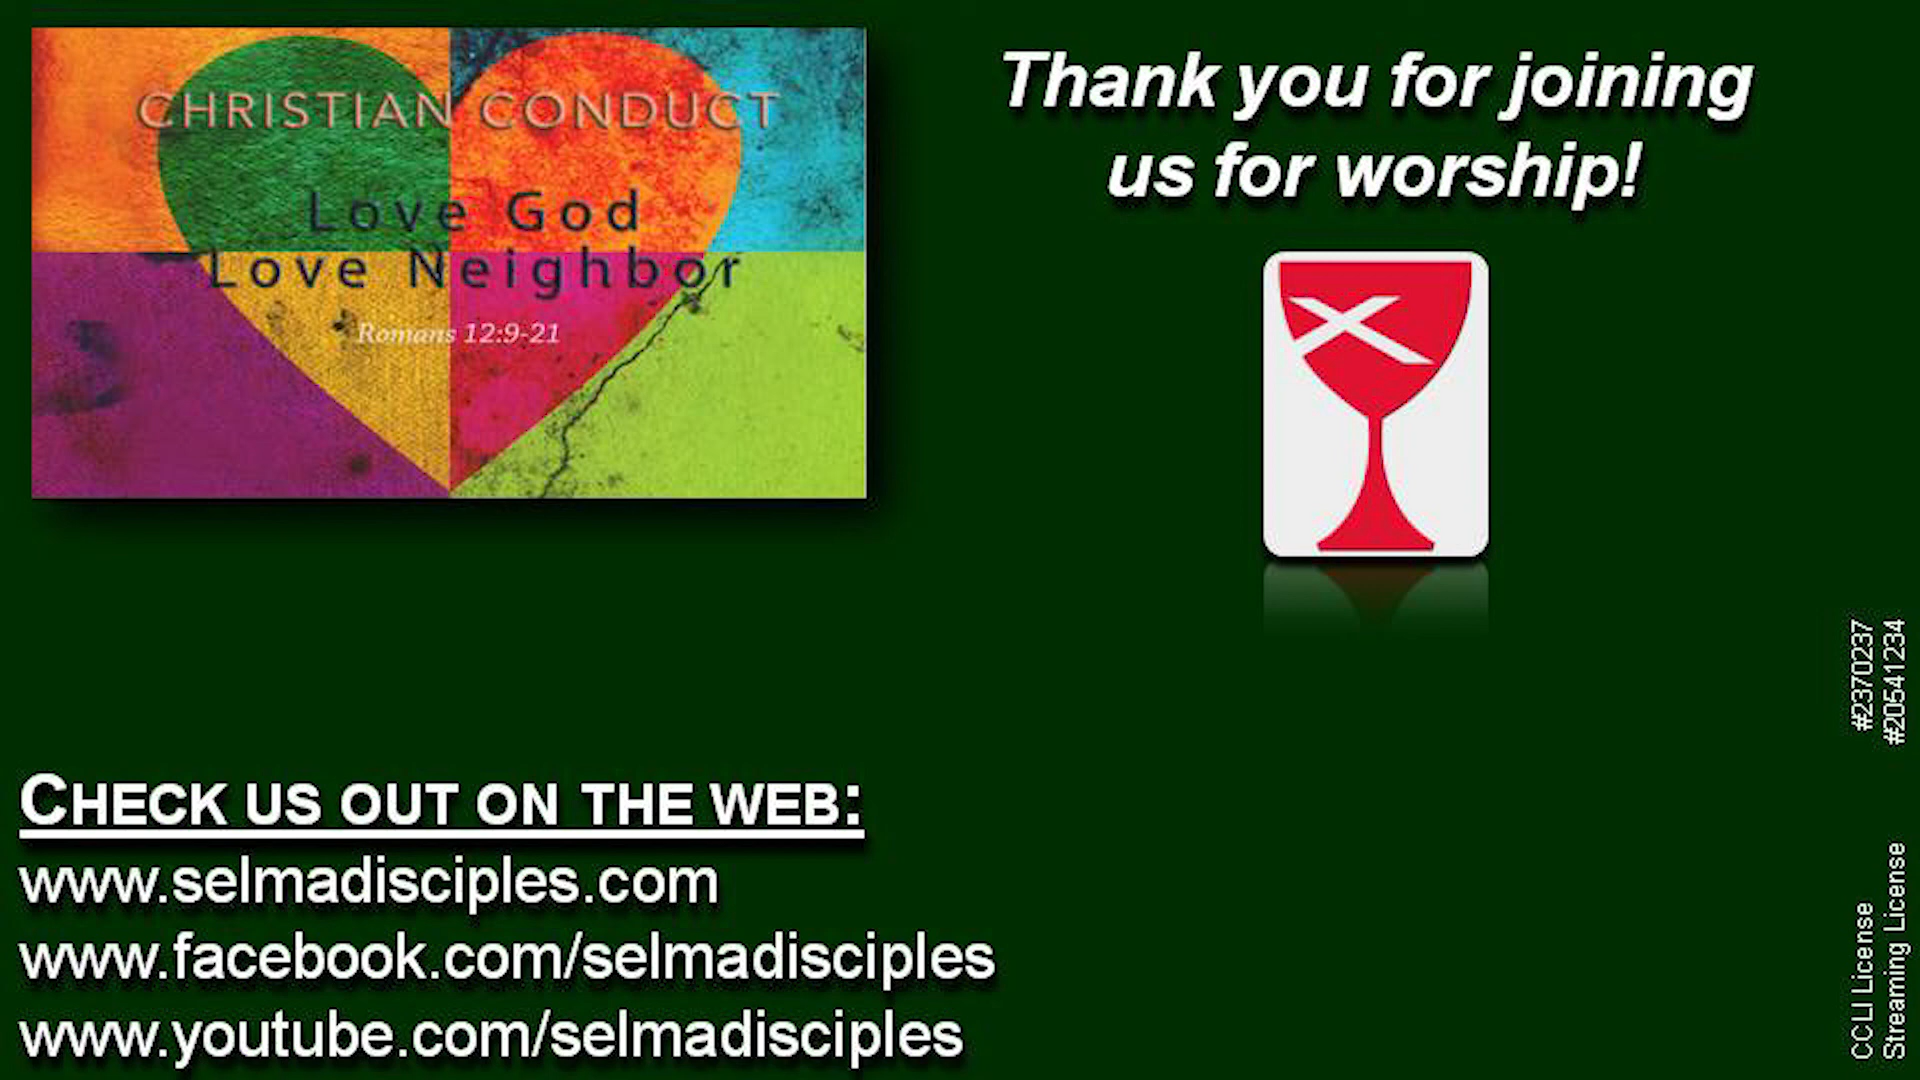 CHRISTIAN CONDUCT
Love God
Love Neighbor
Romans 12:9-21
Thank you for joining
us for worship!
CHECK US OUT ON THE WEB:
www.selmadisciples.com
www.facebook.com/selmadisciples
www.youtube.com/selmadisciples
CCLI License #2370237
Streaming License #20541234